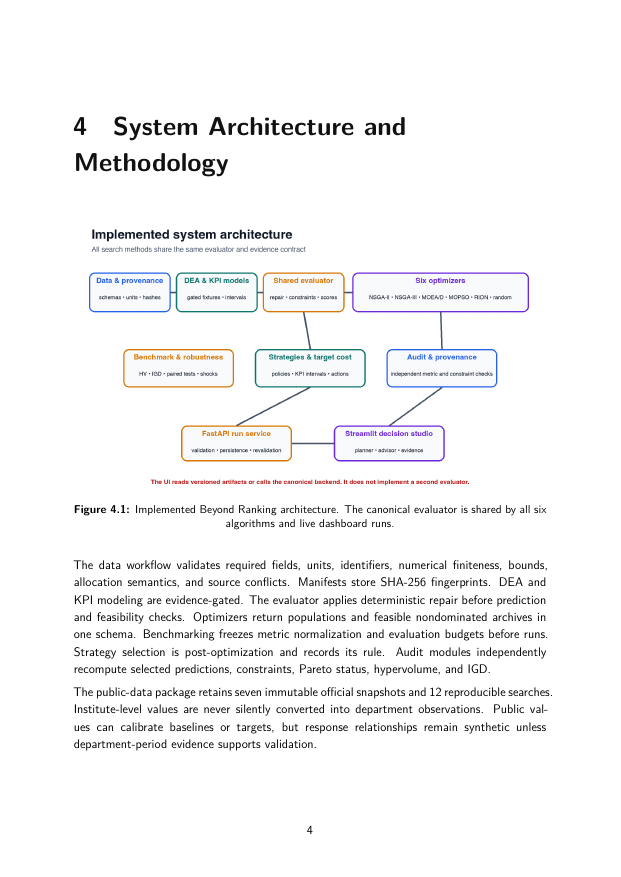 4 System Architecture and
Methodology
Implemented system architecture
All search methods share the same evaluator and evidence contract
Data & provenance
schemas • units • hashes
DEA & KPI models
gated fixtures • intervals
Shared evaluator
repair • constraints • scores
Six optimizers
NSGA-II • NSGA-III • MOEA/D • MOPSO • RIDN • random
Benchmark & robustness
HV • IGD • paired tests • shocks
Strategies & target cost
policies • KPI intervals • actions
Audit & provenance
independent metric and constraint checks
FastAPI run service
validation • persistence • revalidation
Streamlit decision studio
planner • advisor • evidence
The UI reads versioned artifacts or calls the canonical backend. It does not implement a second evaluator.
Figure 4.1: Implemented Beyond Ranking architecture. The canonical evaluator is shared by all six
algorithms and live dashboard runs.
The data workflow validates required fields, units, identifiers, numerical finiteness, bounds,
allocation semantics, and source conflicts. Manifests store SHA-256 fingerprints. DEA and
KPI modeling are evidence-gated. The evaluator applies deterministic repair before prediction
and feasibility checks. Optimizers return populations and feasible nondominated archives in
one schema. Benchmarking freezes metric normalization and evaluation budgets before runs.
Strategy selection is post-optimization and records its rule. Audit modules independently
recompute selected predictions, constraints, Pareto status, hypervolume, and IGD.
The public-data package retains seven immutable official snapshots and 12 reproducible searches.
Institute-level values are never silently converted into department observations. Public val-
ues can calibrate baselines or targets, but response relationships remain synthetic unless
department-period evidence supports validation.
4